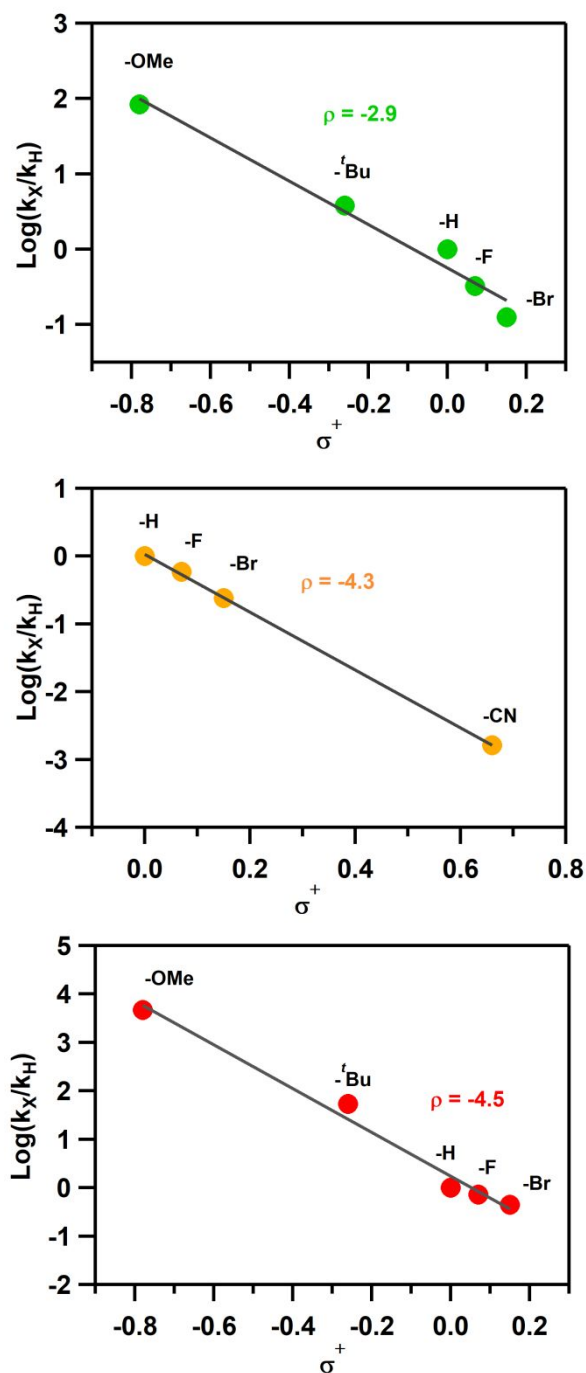 3
-OMe
2
ρ = -2.9
-ᵗBu
1
-H
0
-F
-Br
-1
Log(kX/kH)
-0.8 -0.6 -0.4 -0.2 0.0 0.2
σ⁺
1
-H
-F
0
-Br
ρ = -4.3
-1
-2
-CN
-3
-4
Log(kX/kH)
0.0 0.2 0.4 0.6 0.8
σ⁺
5
-OMe
4
3
-ᵗBu
2
ρ = -4.5
1
-H
-F
-Br
0
-1
-2
Log(kX/kH)
-0.8 -0.6 -0.4 -0.2 0.0 0.2
σ⁺